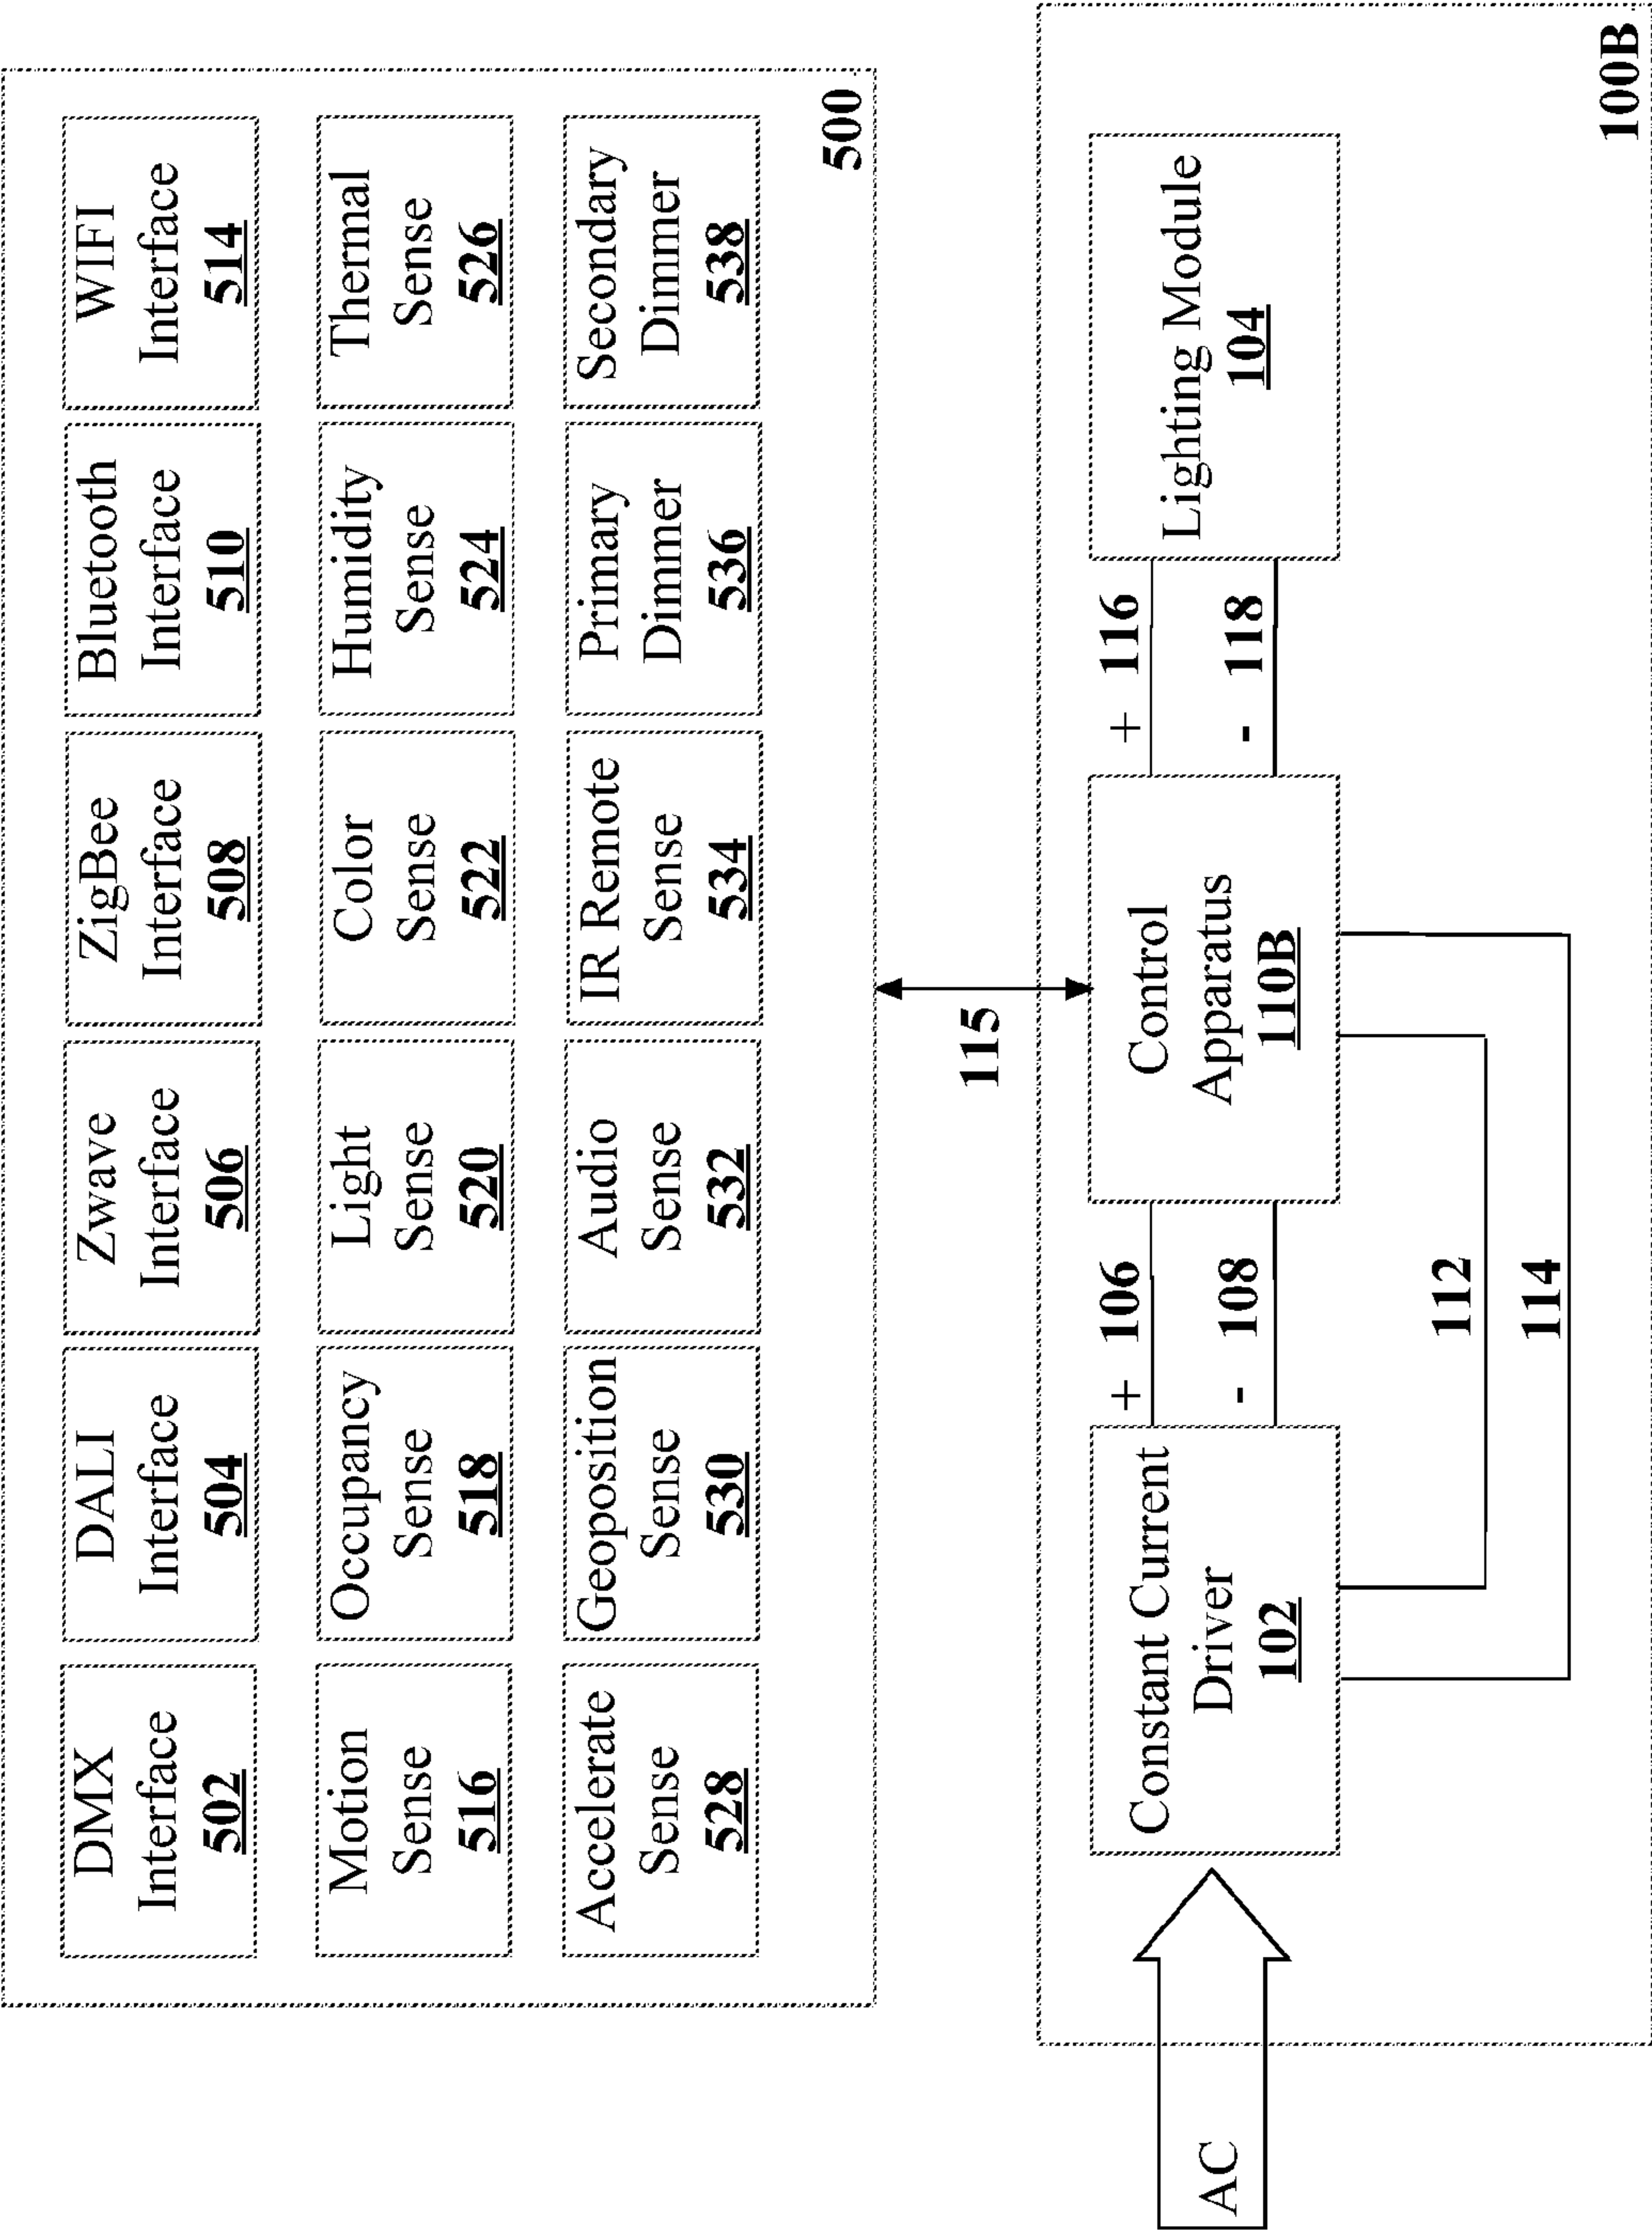 DMX
Interface
502
DALI
Interface
504
Zwave
Interface
506
ZigBee
Interface
508
Bluetooth
Interface
510
WIFI
Interface
514
Motion
Sense
516
Occupancy
Sense
518
Light
Sense
520
Color
Sense
522
Humidity
Sense
524
Thermal
Sense
526
Accelerate
Sense
528
Geoposition
Sense
530
Audio
Sense
532
IR Remote
Sense
534
Primary
Dimmer
536
Secondary
Dimmer
538
500
115
AC
Constant Current
Driver
102
+ 106
- 108
Control
Apparatus
110B
+ 116
- 118
Lighting Module
104
112
114
100B